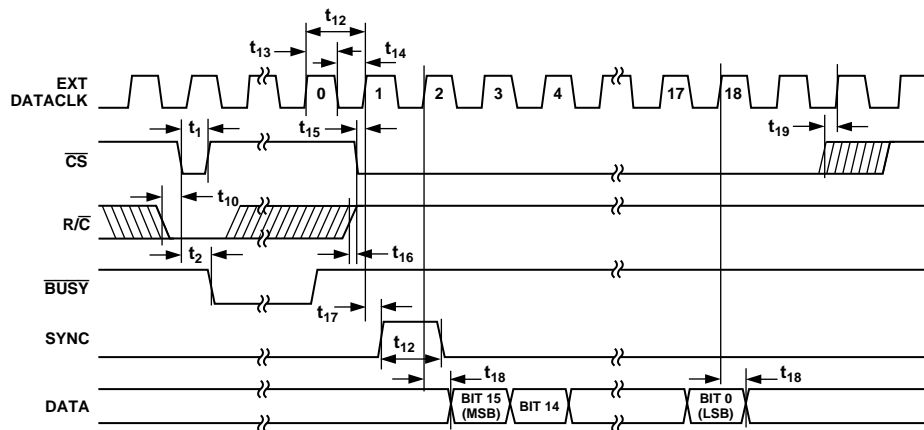 t12
t13
t14
EXT
DATACLK
0
1
2
3
4
17
18
t1
t15
t19
CS
t10
R/C
t2
t16
BUSY
t17
SYNC
t12
t18
t18
DATA
BIT 15
(MSB)
BIT 14
BIT 0
(LSB)